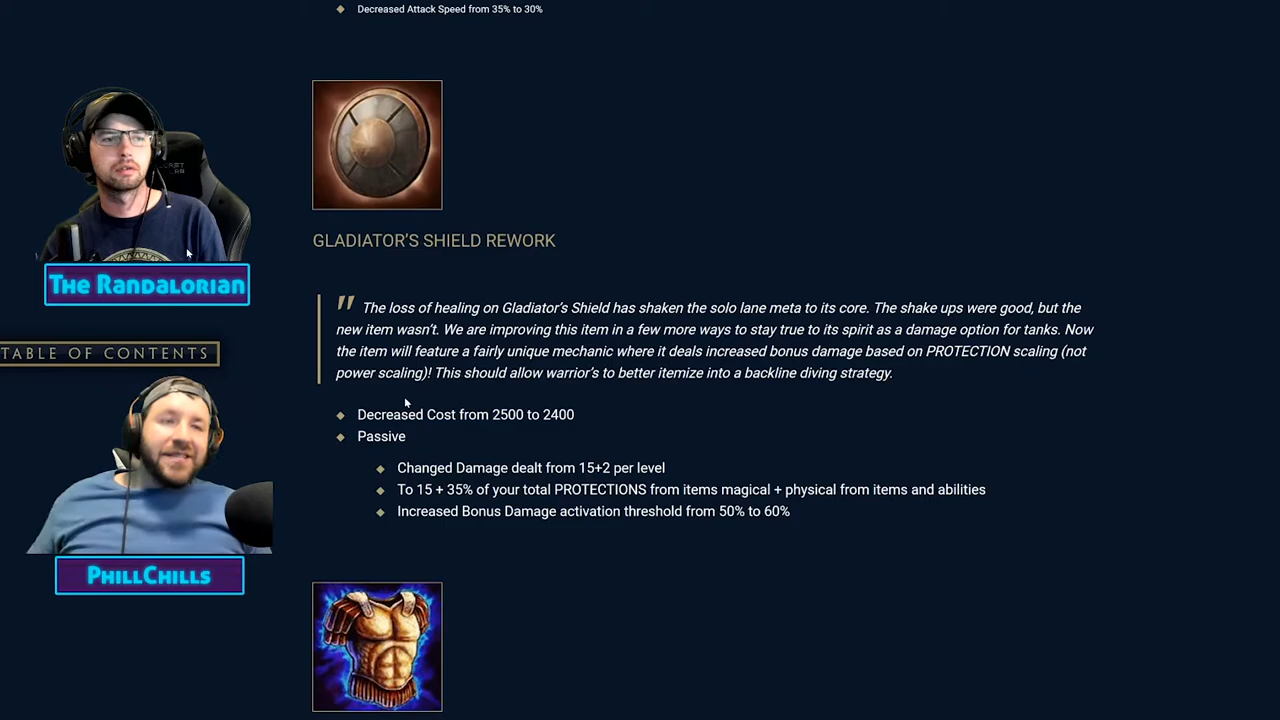 Decreased Attack Speed from 35% to 30%
The Randalorian
TABLE OF CONTENTS
PhillChills
GLADIATOR'S SHIELD REWORK
" The loss of healing on Gladiator's Shield has shaken the solo lane meta to its core. The shake ups were good, but the
new item wasn't. We are improving this item in a few more ways to stay true to its spirit as a damage option for tanks. Now
the item will feature a fairly unique mechanic where it deals increased bonus damage based on PROTECTION scaling (not
power scaling)! This should allow warrior's to better itemize into a backline diving strategy.
Decreased Cost from 2500 to 2400
Passive
Changed Damage dealt from 15+2 per level
To 15 + 35% of your total PROTECTIONS from items magical + physical from items and abilities
Increased Bonus Damage activation threshold from 50% to 60%